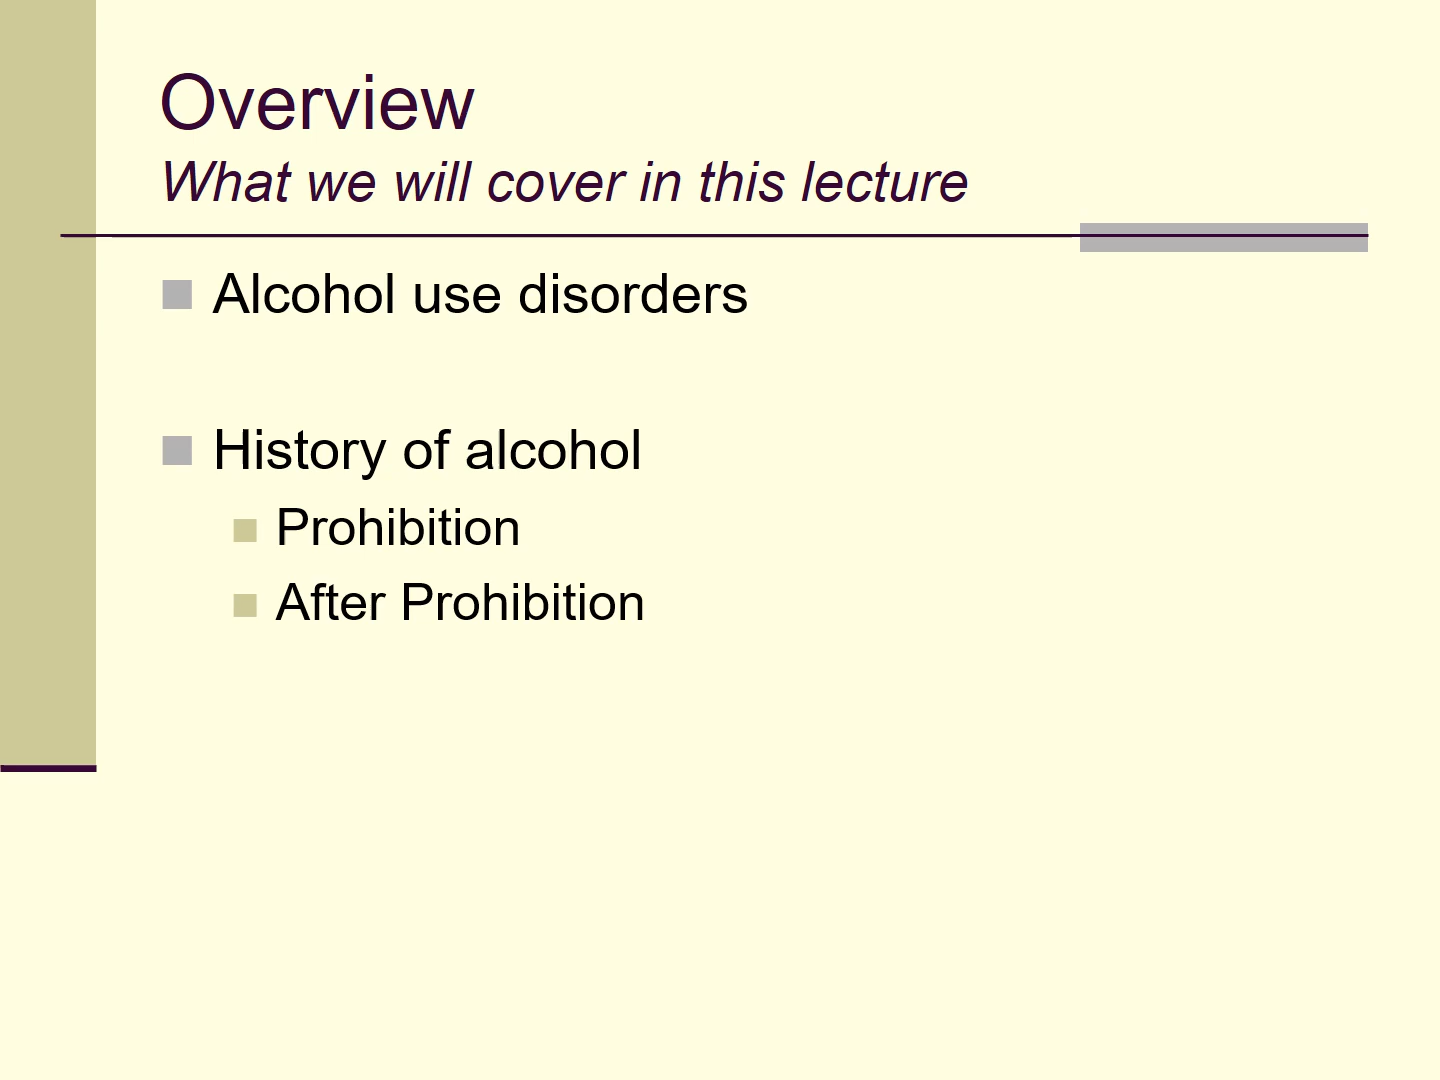 Overview
What we will cover in this lecture
Alcohol use disorders
History of alcohol
Prohibition
After Prohibition